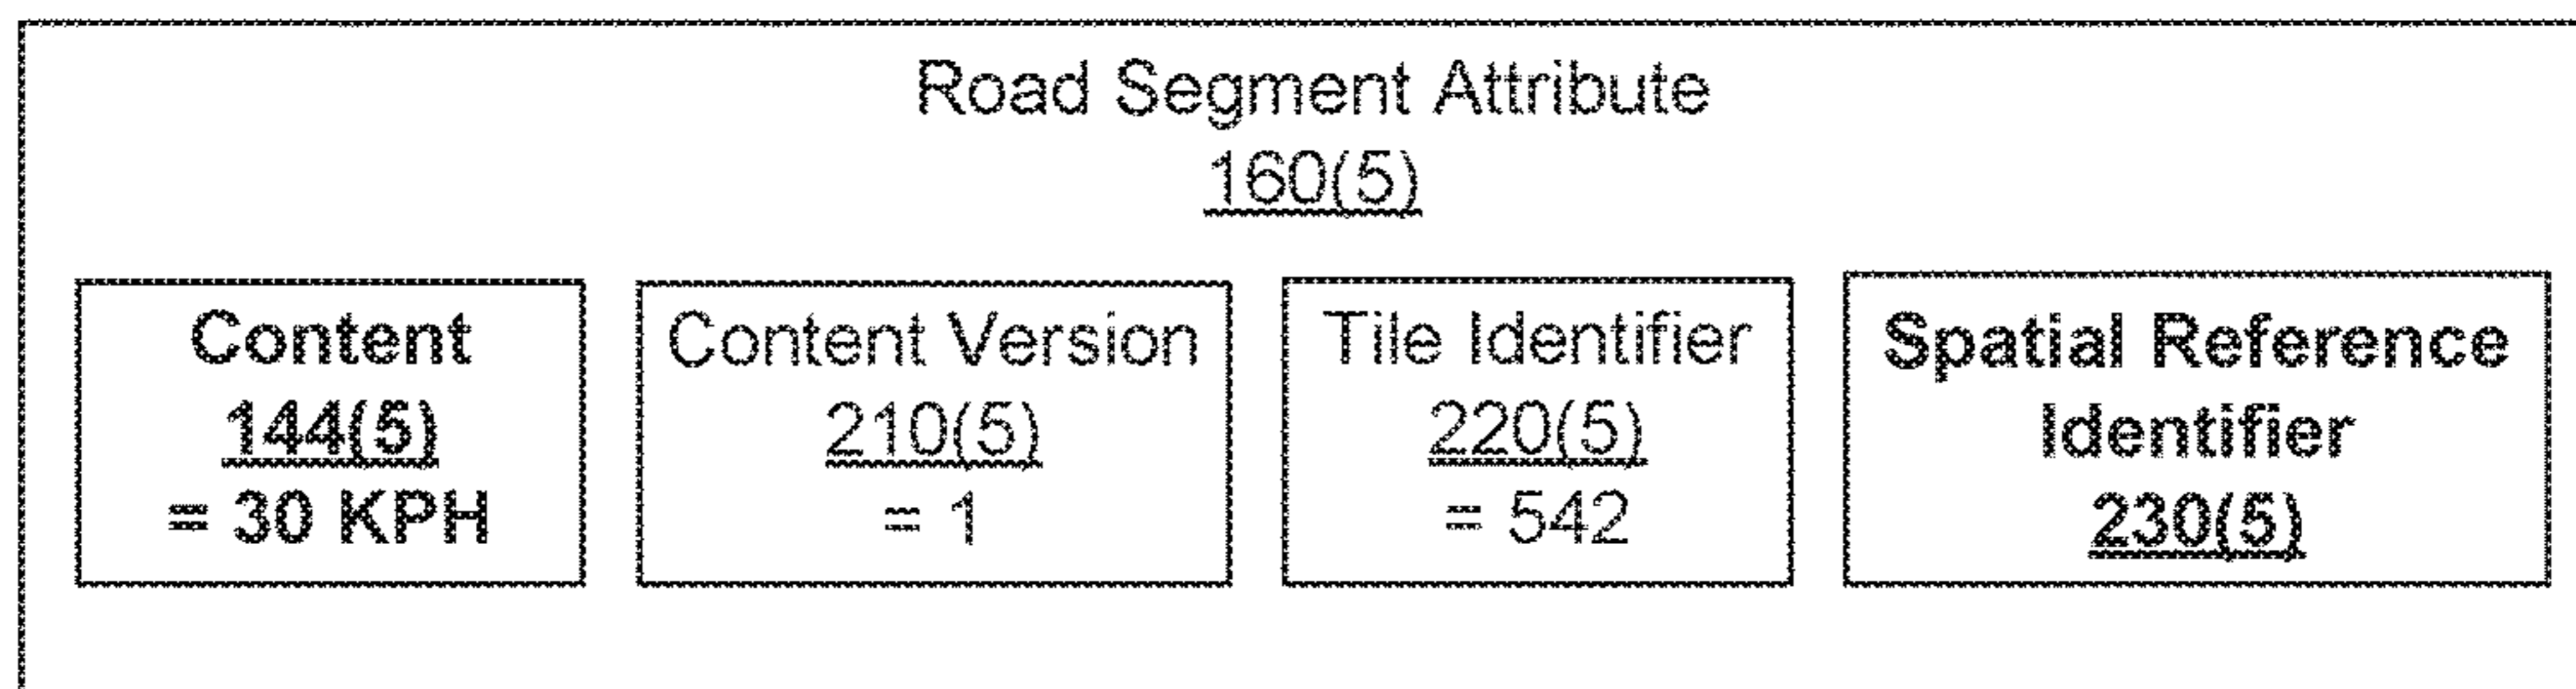 Road Segment Attribute
160(5)
Content
144(5)
= 30 KPH
Content Version
210(5)
= 1
Tile Identifier
220(5)
= 542
Spatial Reference
Identifier
230(5)